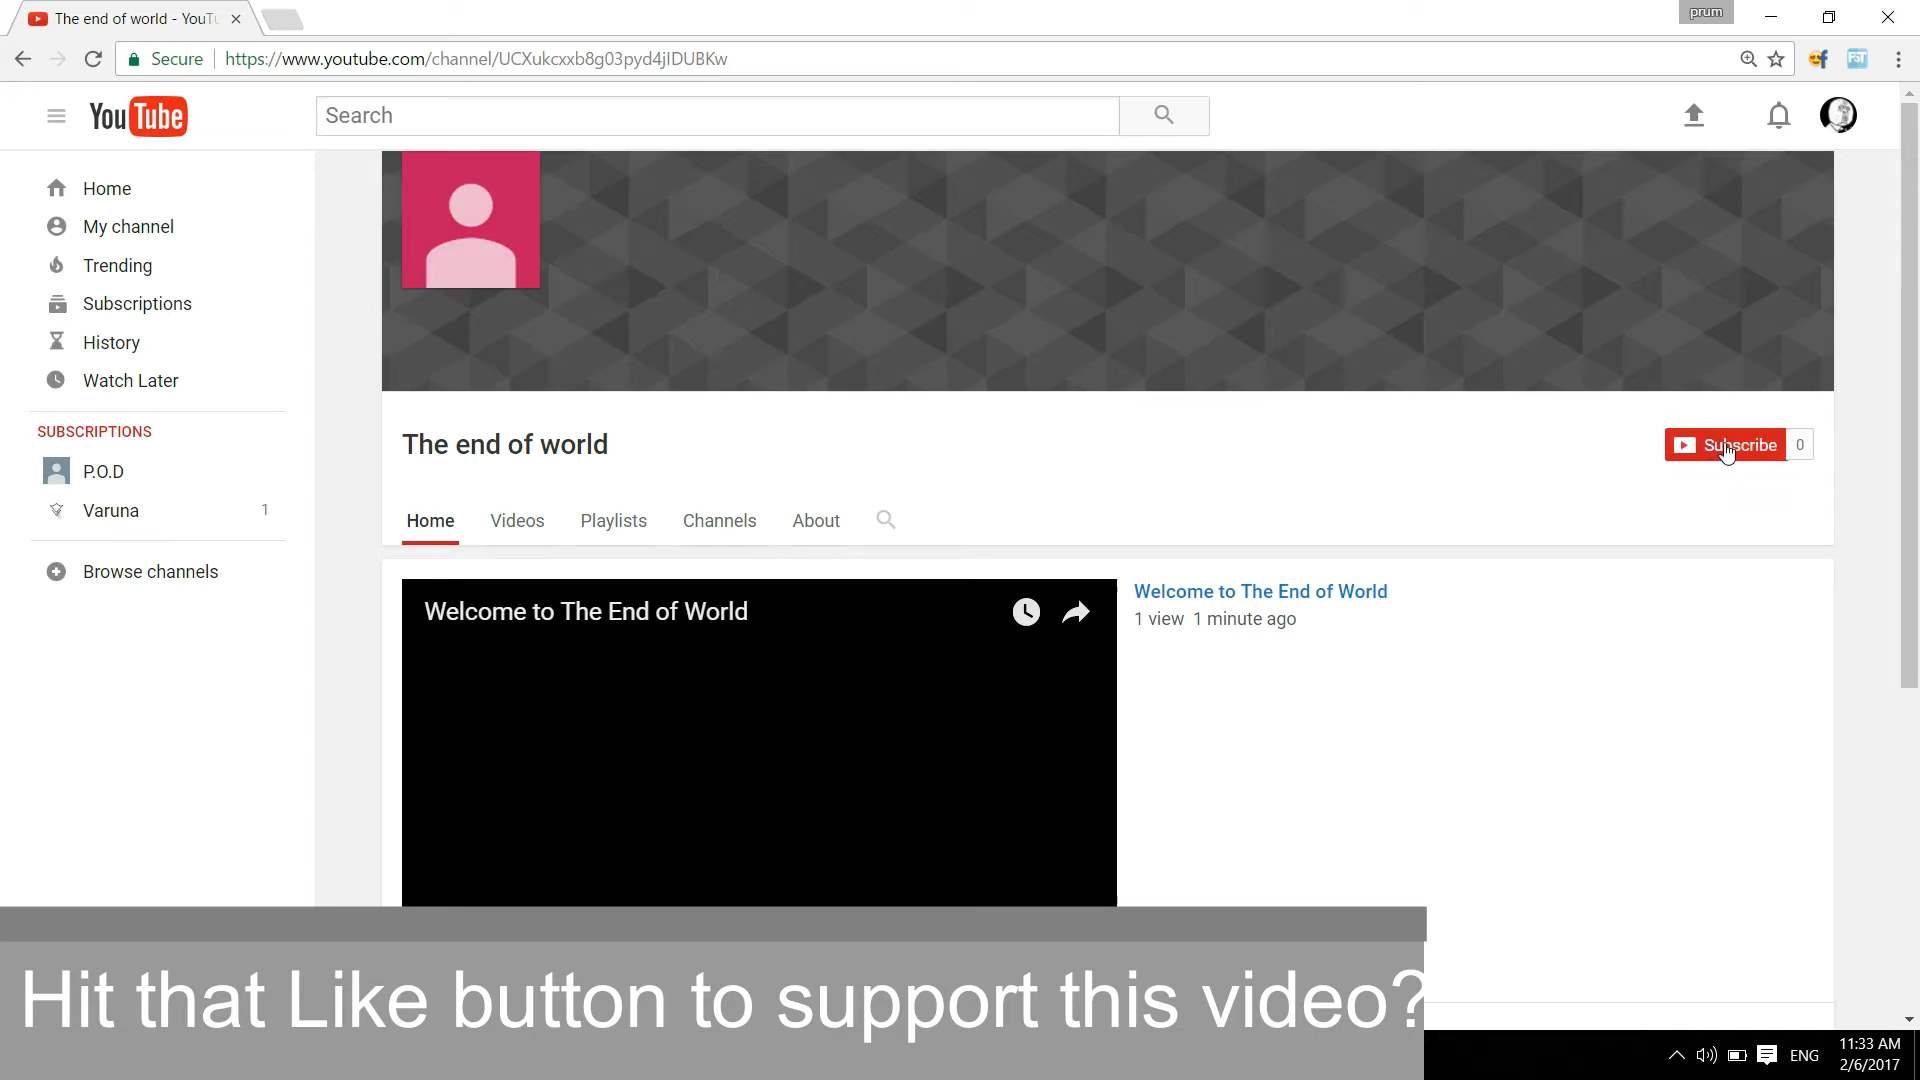 The end of world - YouTu
prum
Secure
https://www.youtube.com/channel/UCXukcxxb8g03pyd4jIDUBKw
YouTube
Search
Home
My channel
Trending
Subscriptions
History
Watch Later
SUBSCRIPTIONS
P.O.D
Varuna 1
Browse channels
The end of world
Subscribe 0
Home Videos Playlists Channels About
Welcome to The End of World
Welcome to The End of World
1 view 1 minute ago
Hit that Like button to support this video?
ENG
11:33 AM
2/6/2017